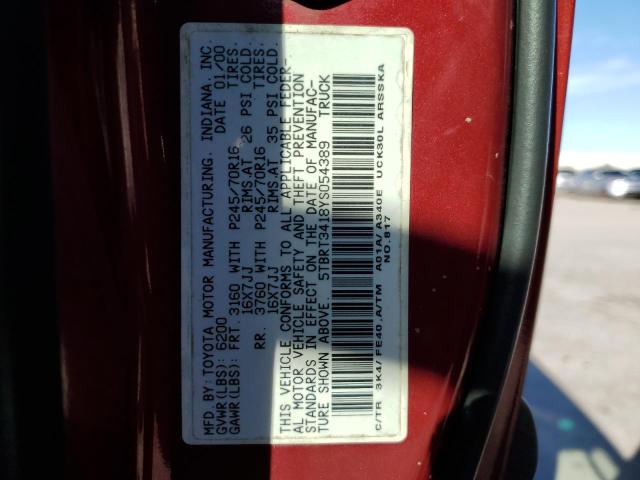 MFD.BY:TOYOTA MOTOR MANUFACTURING. INDIANA. INC.
GVWR(LBS):6200 DATE 01/00
GAWR(LBS): FRT. 3160 WITH P245/70R16 TIRES.
16X7JJ RIMS.AT 26 PSI COLD.
RR. 3760 WITH P245/70R16 TIRES.
16X7JJ RIMS.AT 35 PSI COLD.
THIS VEHICLE CONFORMS TO ALL APPLICABLE FEDER-
AL MOTOR VEHICLE SAFETY AND THEFT PREVENTION
STANDARDS IN EFFECT ON THE DATE OF MANUFAC-
TURE SHOWN ABOVE. 5TBRT3418YS054389 TRUCK
C/TR 3K4/ FE40 ,A/TM A01A/ A340E UCK30L ARSSKA
NO.817